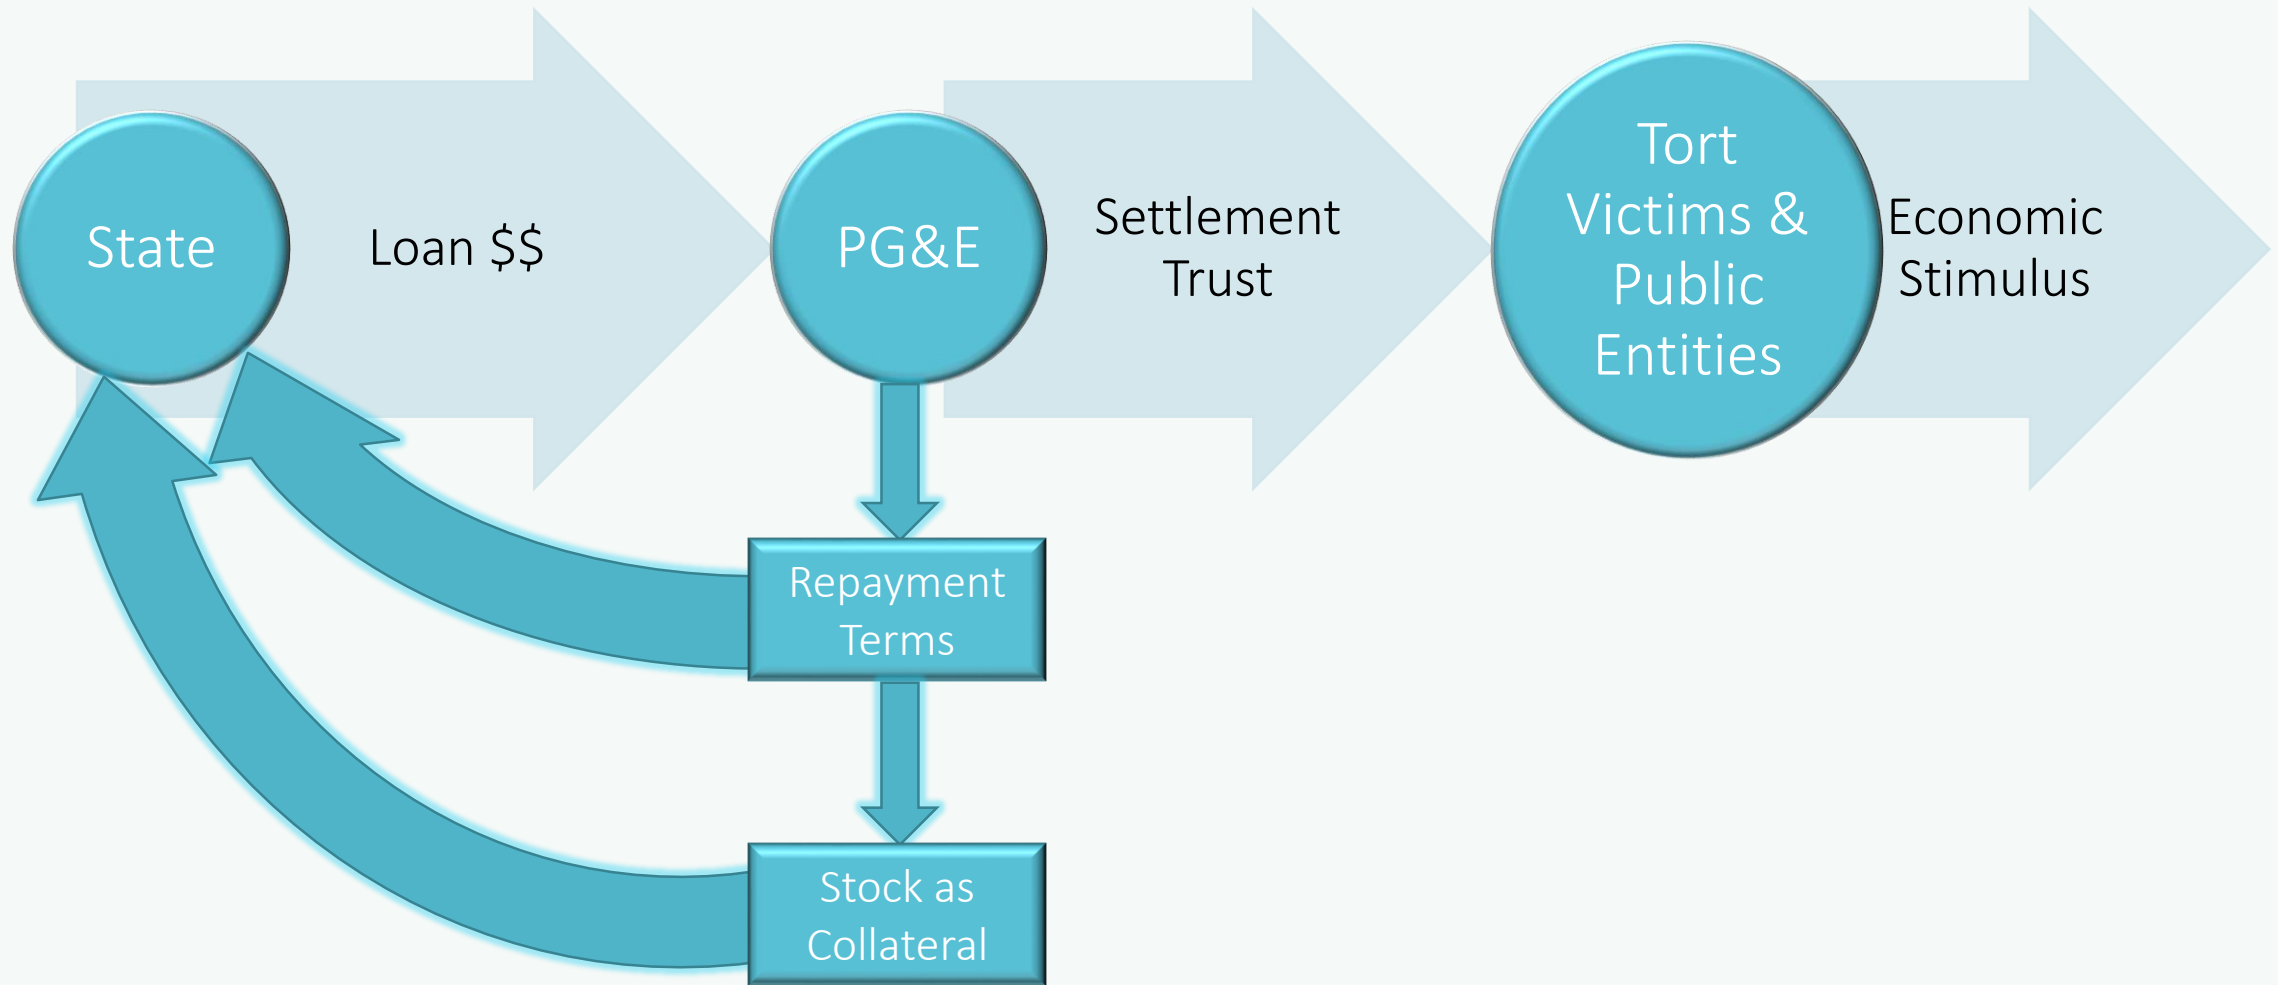 State
Loan $$
PG&E
Settlement
Trust
Tort
Victims &
Public
Entities
Economic
Stimulus
Repayment
Terms
Stock as
Collateral